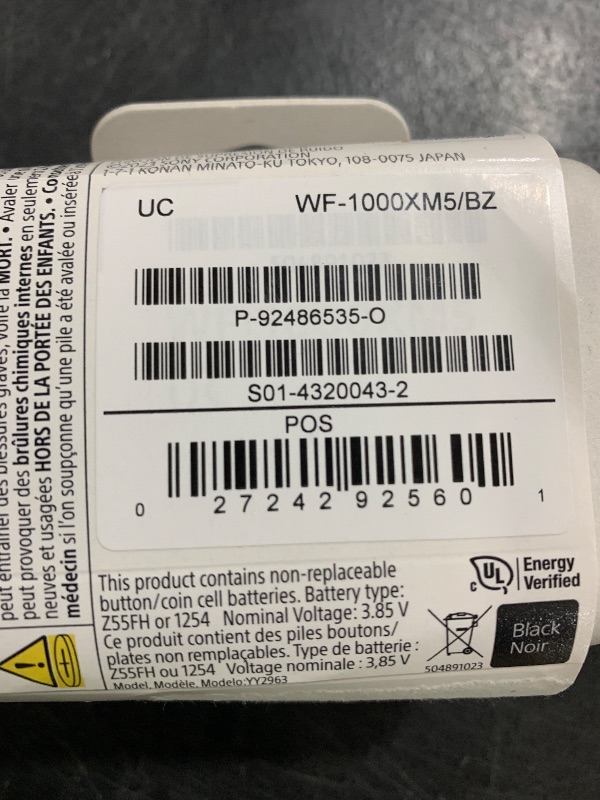 ©2023 SONY CORPORATION
1-7-1 KONAN MINATO-KU TOKYO, 108-0075 JAPAN
UC WF-1000XM5/BZ
P-92486535-O
S01-4320043-2
POS
0 27242 92560 1
peut entraîner des blessures graves, voire la MORT. • Avaler
peut provoquer des brûlures chimiques internes en seulement
neuves et usagées HORS DE LA PORTÉE DES ENFANTS. •
médecin si l'on soupçonne qu'une pile a été avalée ou insérée
This product contains non-replaceable
button/coin cell batteries. Battery type:
Z55FH or 1254 Nominal Voltage: 3.85 V
Ce produit contient des piles boutons/
plates non remplaçables. Type de batterie :
Z55FH ou 1254 Voltage nominale : 3,85 V
Model, Modèle, Modelo:YY2963
c UL Energy
Verified
504891023
Black
Noir